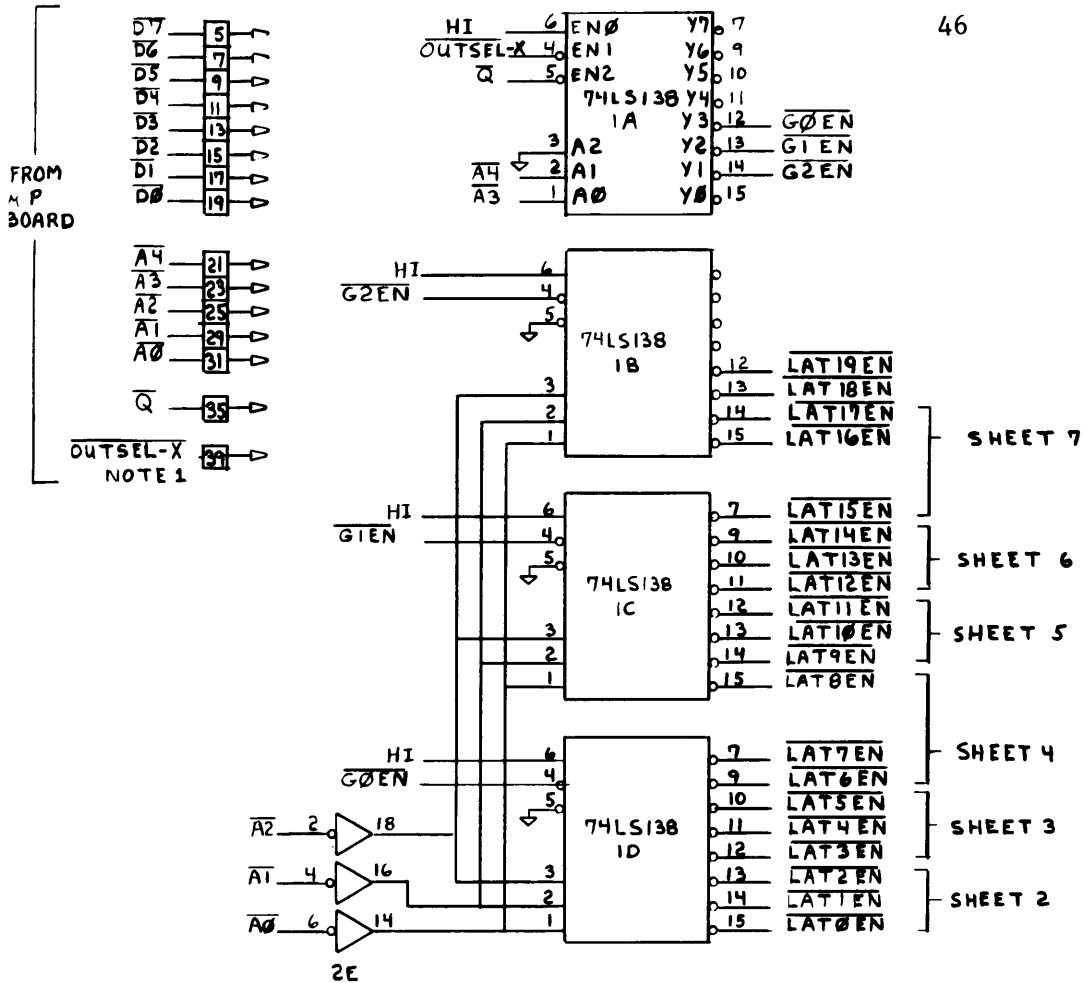 46
FROM
μP
BOARD
D7 5
D6 7
D5 9
D4 11
D3 13
D2 15
D1 17
DØ 19
A4 21
A3 23
A2 25
A1 29
AØ 31
Q 35
OUTSEL-X 39
NOTE 1
HI 6 ENØ Y7 7
OUTSEL-X 4 EN1 Y6 9
Q 5 EN2 Y5 10
74LS138 Y4 11
1A Y3 12 GØEN
3 A2 Y2 13 G1EN
A4 2 A1 Y1 14 G2EN
A3 1 AØ YØ 15
HI 6
G2EN 4
5
74LS138
1B
12 LAT19EN
3 13 LAT18EN
2 14 LAT17EN
1 15 LAT16EN
SHEET 7
HI 6 7 LAT15EN
G1EN 4 9 LAT14EN
5 10 LAT13EN
74LS138 11 LAT12EN
1C 12 LAT11EN
3 13 LAT1ØEN
2 14 LAT9EN
1 15 LAT8EN
SHEET 6
SHEET 5
SHEET 4
HI 6 7 LAT7EN
GØEN 4 9 LAT6EN
5 10 LAT5EN
74LS138 11 LAT4EN
1D 12 LAT3EN
3 13 LAT2EN
2 14 LAT1EN
1 15 LATØEN
SHEET 3
SHEET 2
A2 2 18
A1 4 16
AØ 6 14
2E